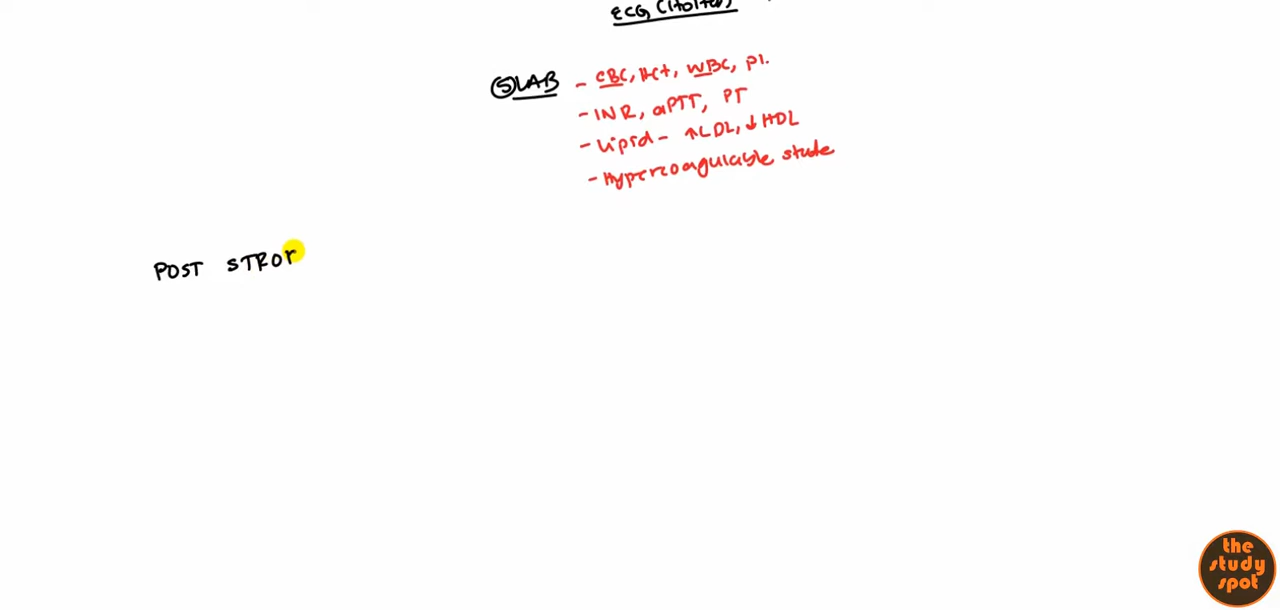 ECG (Holter)
⑤ LAB - CBC, HCt, WBC, Pl.
- INR, aPTT, PT
- Lipid - ↑LDL, ↓HDL
- Hypercoagulable state
POST STROr
the
study
spot